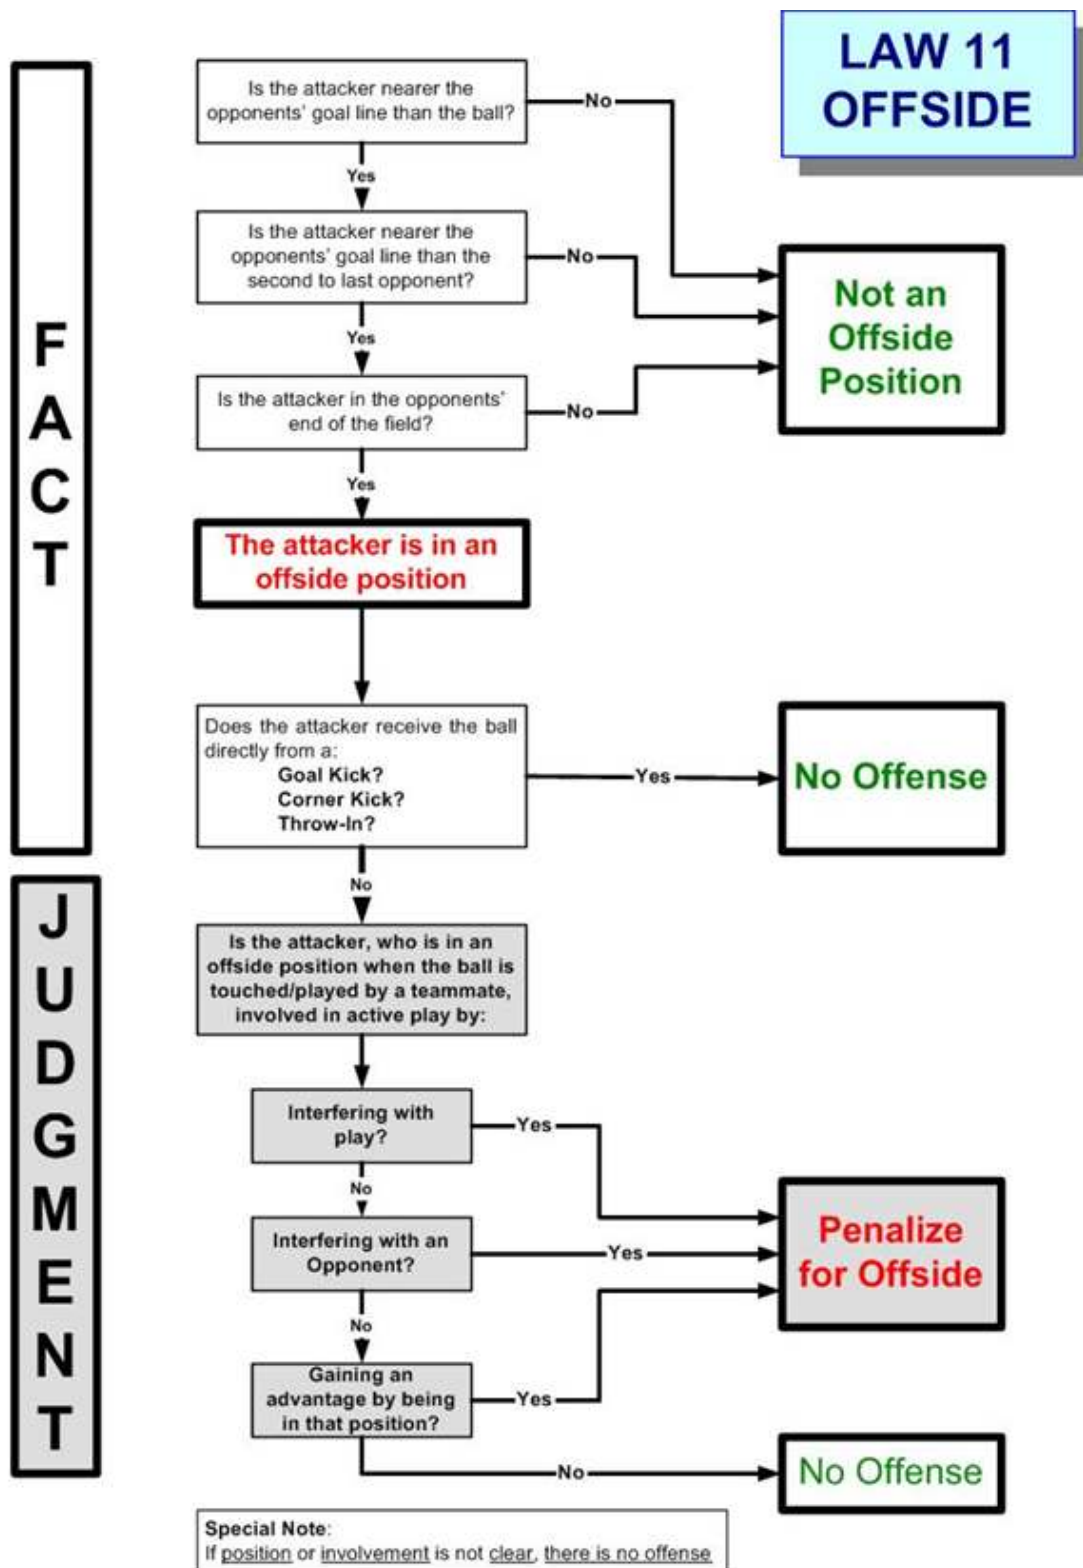 LAW 11
OFFSIDE
FACT
Is the attacker nearer the
opponents' goal line than the ball?
No
Yes
Is the attacker nearer the
opponents' goal line than the
second to last opponent?
No
Not an
Offside
Position
Yes
Is the attacker in the opponents'
end of the field?
No
Yes
The attacker is in an
offside position
Does the attacker receive the ball
directly from a:
Goal Kick?
Corner Kick?
Throw-In?
Yes
No Offense
No
JUDGMENT
Is the attacker, who is in an
offside position when the ball is
touched/played by a teammate,
involved in active play by:
Interfering with
play?
Yes
No
Interfering with an
Opponent?
Yes
Penalize
for Offside
No
Gaining an
advantage by being
in that position?
Yes
No
No Offense
Special Note:
If position or involvement is not clear, there is no offense